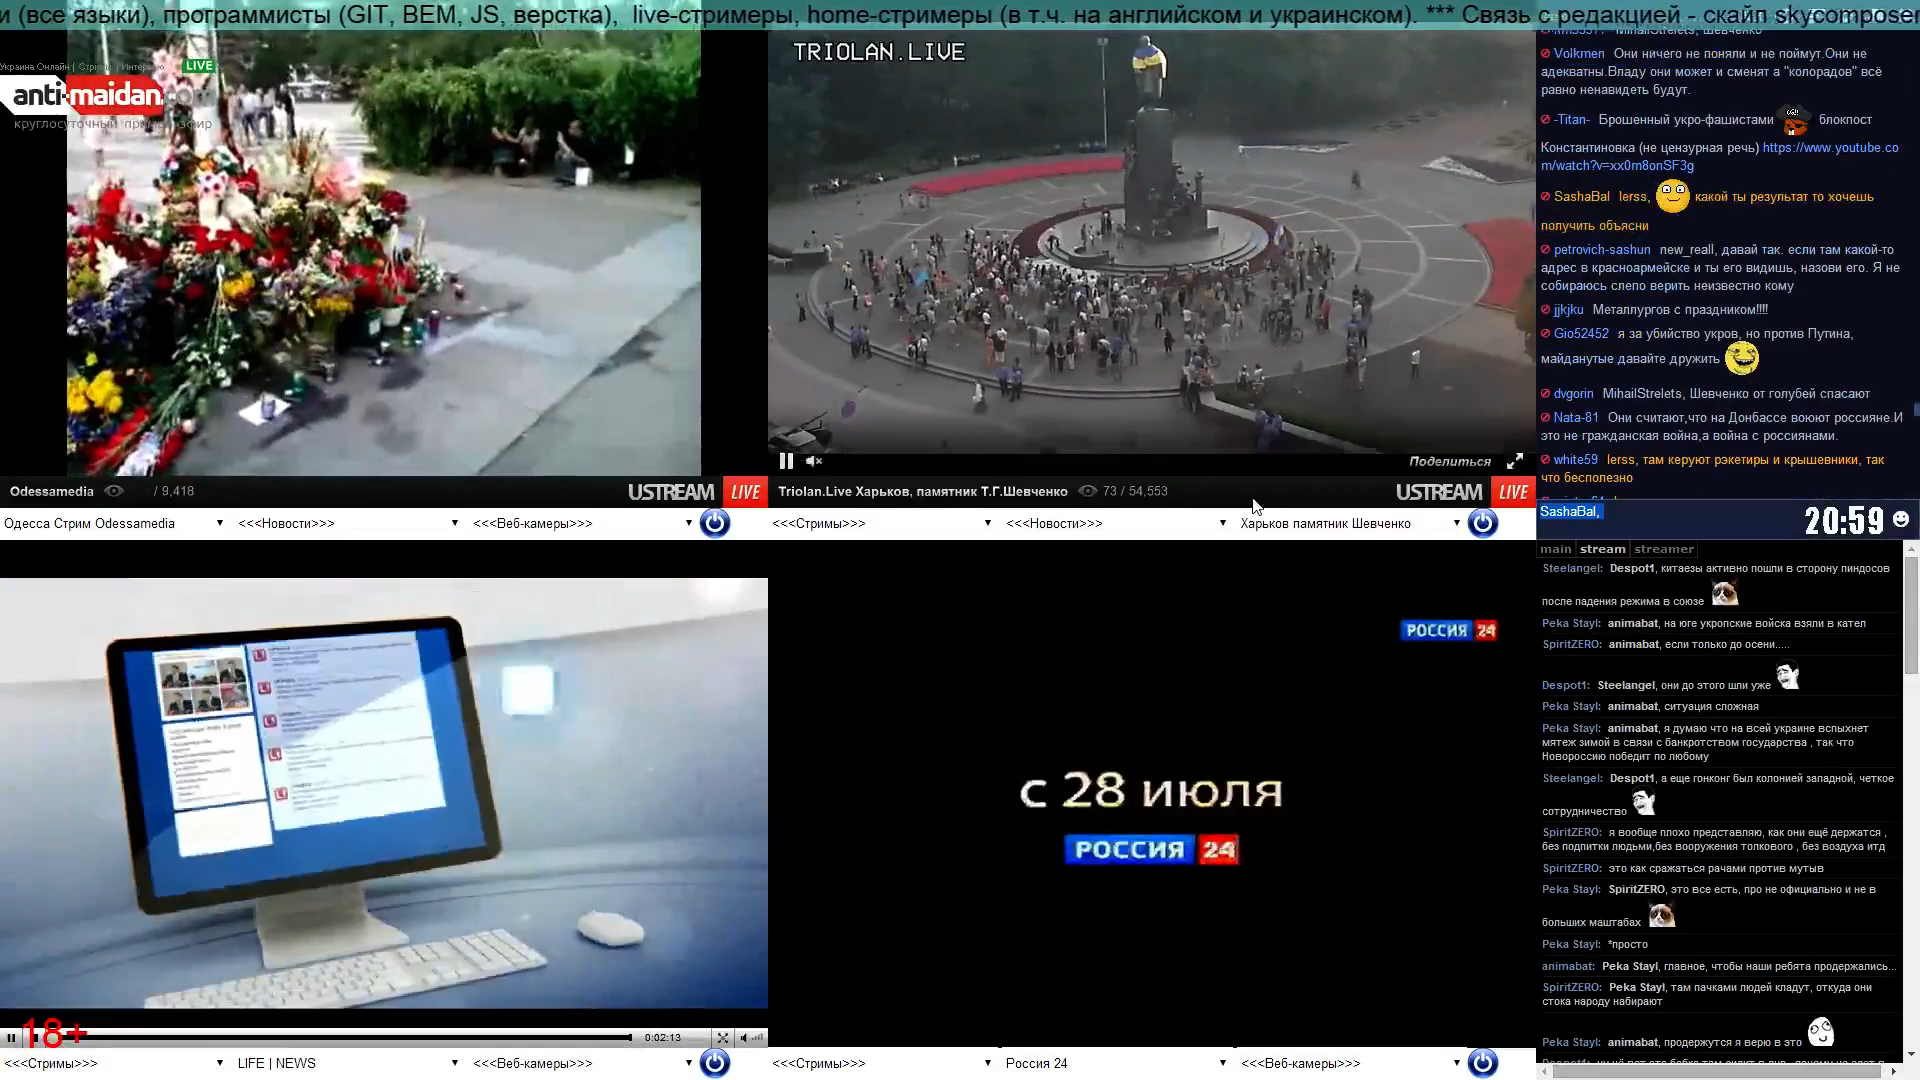 и (все языки), программисты (GIT, BEM, JS, верстка), live-стримеры, home-стримеры (в т.ч. на английском и украинском). *** Связь с редакцией - скайп skycomposer
Украина Онлайн | Стримы |
LIVE
anti-maidan.com
круглосуточный прямой эфир
Odessamedia / 9,418
USTREAM LIVE
Одесса Стрим Odessamedia
<<<Новости>>>
<<<Веб-камеры>>>
TRIOLAN.LIVE
Поделиться
Triolan.Live Харьков, памятник Т.Г.Шевченко 73 / 54,553
USTREAM LIVE
<<<Стримы>>>
<<<Новости>>>
Харьков памятник Шевченко
18+
0:02:13
<<<Стримы>>>
LIFE | NEWS
<<<Веб-камеры>>>
РОССИЯ 24
с 28 июля
РОССИЯ 24
<<<Стримы>>>
Россия 24
<<<Веб-камеры>>>
MihailStrelets, Шевченко
Volkmen Они ничего не поняли и не поймут.Они не
адекватны.Владу они может и сменят а "колорадов" всё
равно ненавидеть будут.
-Titan- Брошенный укро-фашистами блокпост
Константиновка (не цензурная речь) https://www.youtube.co
m/watch?v=xx0m8onSF3g
SashaBal lerss, какой ты результат то хочешь
получить объясни
petrovich-sashun new_reall, давай так. если там какой-то
адрес в красноармейске и ты его видишь, назови его. Я не
собираюсь слепо верить неизвестно кому
jjkjku Металлургов с праздником!!!!
Gio52452 я за убийство укров, но против Путина,
майданутые давайте дружить
dvgorin MihailStrelets, Шевченко от голубей спасают
Nata-81 Они считают,что на Донбассе воюют россияне.И
это не гражданская война,а война с россиянами.
white59 lerss, там керуют рэкетиры и крышевники, так
что бесполезно
SashaBal,
20:59
main stream streamer
Steelangel: Despot1, китаезы активно пошли в сторону пиндосов
после падения режима в союзе
Peka Stayl: animabat, на юге укропские войска взяли в кател
SpiritZERO: animabat, если только до осени.....
Despot1: Steelangel, они до этого шли уже
Peka Stayl: animabat, ситуация сложная
Peka Stayl: animabat, я думаю что на всей украине вспыхнет
мятеж зимой в связи с банкротством государства , так что
Новороссию победит по любому
Steelangel: Despot1, а еще гонконг был колонией западной, четкое
сотрудничество
SpiritZERO: я вообще плохо представляю, как они ещё держатся ,
без подпитки людьми,без вооружения толкового , без воздуха итд
SpiritZERO: это как сражаться рачами против мутыв
Peka Stayl: SpiritZERO, это все есть, про не официально и не в
больших маштабах
Peka Stayl: *просто
animabat: Peka Stayl, главное, чтобы наши ребята продержались...
SpiritZERO: Peka Stayl, там пачками людей кладут, откуда они
стока народу набирают
Peka Stayl: animabat, продержутся я верю в это